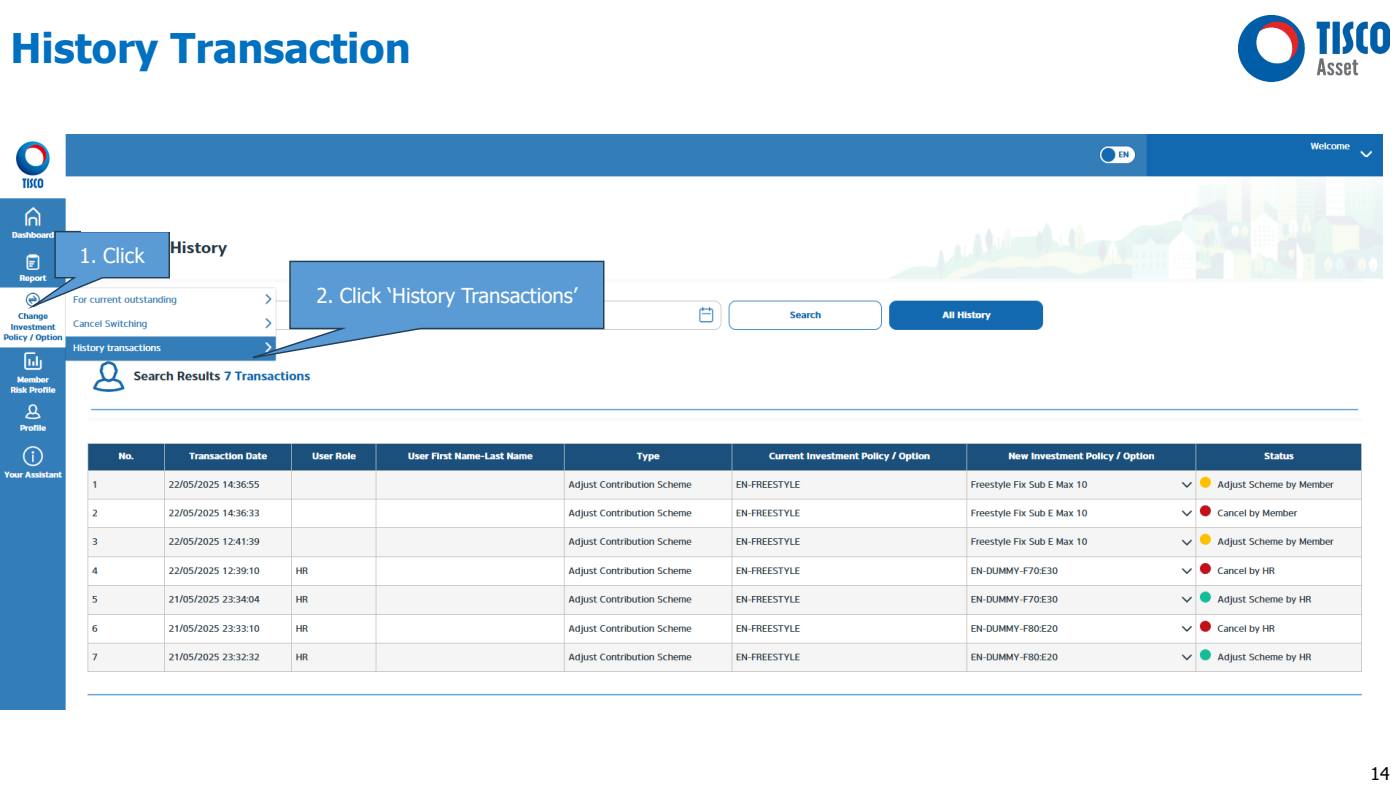 History Transaction
TISCO
Asset
TISCO
EN
Welcome
Dashboard
Report
Change
Investment
Policy / Option
Member
Risk Profile
Profile
Your Assistant
1. Click
History
2. Click ‘History Transactions’
For current outstanding
Cancel Switching
History transactions
Search
All History
Search Results 7 Transactions
No. Transaction Date User Role User First Name-Last Name Type Current Investment Policy / Option New Investment Policy / Option Status
1 22/05/2025 14:36:55 Adjust Contribution Scheme EN-FREESTYLE Freestyle Fix Sub E Max 10 Adjust Scheme by Member
2 22/05/2025 14:36:33 Adjust Contribution Scheme EN-FREESTYLE Freestyle Fix Sub E Max 10 Cancel by Member
3 22/05/2025 12:41:39 Adjust Contribution Scheme EN-FREESTYLE Freestyle Fix Sub E Max 10 Adjust Scheme by Member
4 22/05/2025 12:39:10 HR Adjust Contribution Scheme EN-FREESTYLE EN-DUMMY-F70:E30 Cancel by HR
5 21/05/2025 23:34:04 HR Adjust Contribution Scheme EN-FREESTYLE EN-DUMMY-F70:E30 Adjust Scheme by HR
6 21/05/2025 23:33:10 HR Adjust Contribution Scheme EN-FREESTYLE EN-DUMMY-F80:E20 Cancel by HR
7 21/05/2025 23:32:32 HR Adjust Contribution Scheme EN-FREESTYLE EN-DUMMY-F80:E20 Adjust Scheme by HR
14